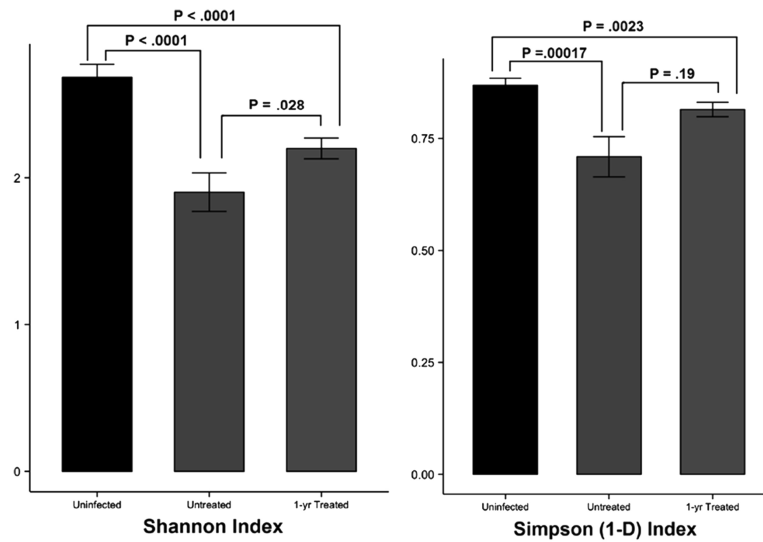 P < .0001
P < .0001
P = .028
2
1
0
Uninfected
Untreated
1-yr Treated
Shannon Index
P = .0023
P =.00017
P = .19
0.75
0.50
0.25
0.00
Uninfected
Untreated
1-yr Treated
Simpson (1-D) Index